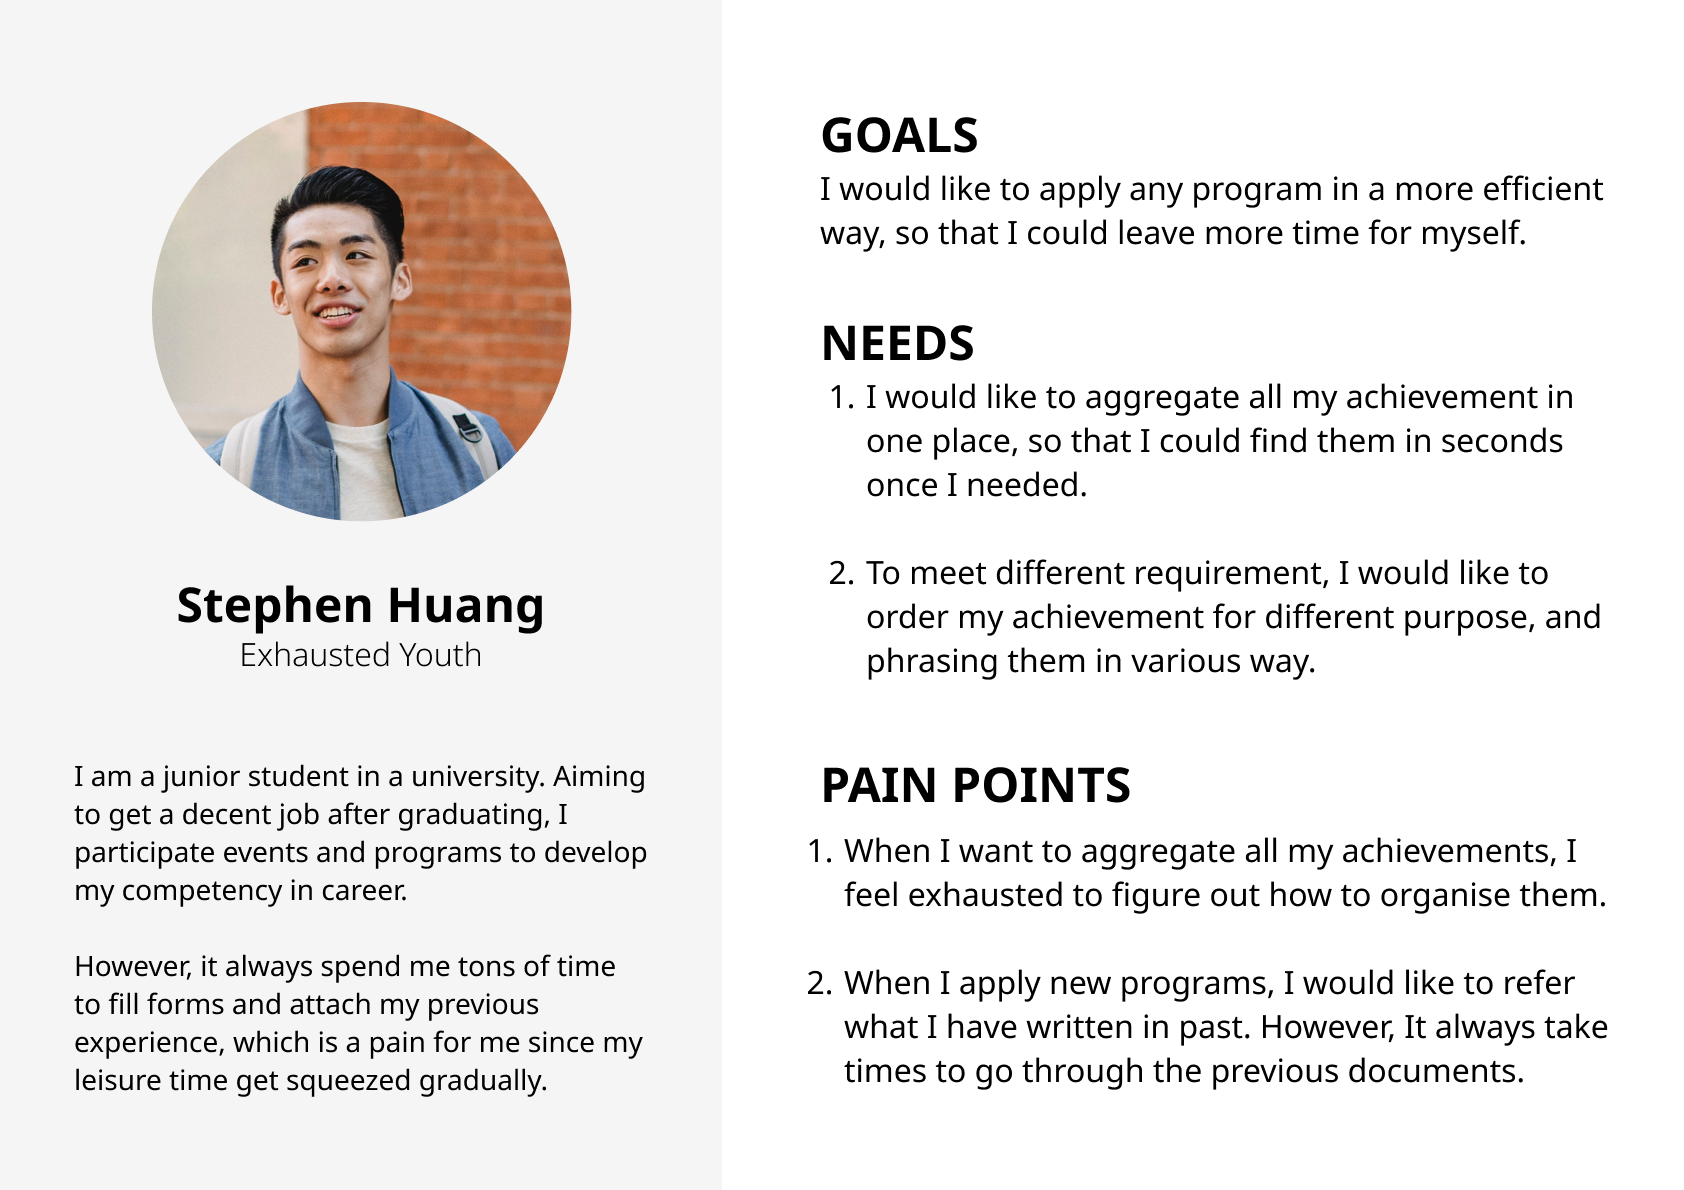 Stephen Huang
Exhausted Youth
I am a junior student in a university. Aiming
to get a decent job after graduating, I
participate events and programs to develop
my competency in career.
However, it always spend me tons of time
to fill forms and attach my previous
experience, which is a pain for me since my
leisure time get squeezed gradually.
GOALS
I would like to apply any program in a more efficient
way, so that I could leave more time for myself.
NEEDS
1. I would like to aggregate all my achievement in
one place, so that I could find them in seconds
once I needed.
2. To meet different requirement, I would like to
order my achievement for different purpose, and
phrasing them in various way.
PAIN POINTS
1. When I want to aggregate all my achievements, I
feel exhausted to figure out how to organise them.
2. When I apply new programs, I would like to refer
what I have written in past. However, It always take
times to go through the previous documents.